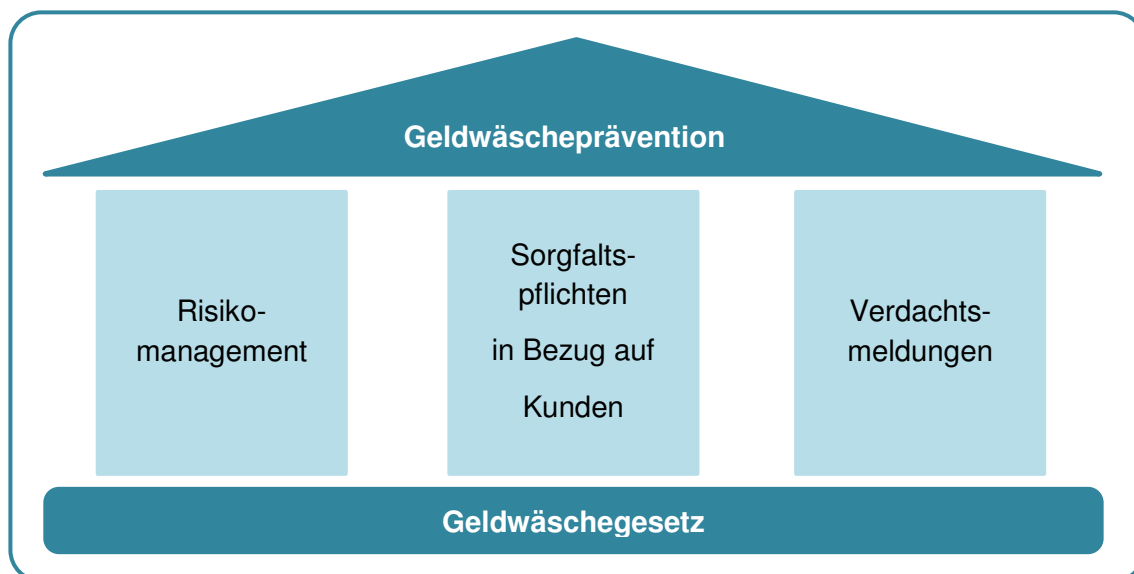 Geldwäscheprävention
Risiko-
management
Sorgfalts-
pflichten
in Bezug auf
Kunden
Verdachts-
meldungen
Geldwäschegesetz